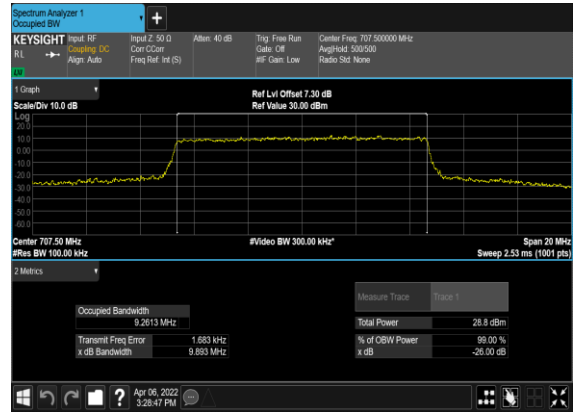 Spectrum Analyzer 1
Occupied BW
+
KEYSIGHT Input: RF Input Z: 50 Ω Atten: 40 dB Trig: Free Run Center Freq: 707.500000 MHz
RL Coupling: DC Corr CCorr Gate: Off Avg|Hold: 500/500
Align: Auto Freq Ref: Int (S) #IF Gain: Low Radio Std: None
LW
1 Graph
Ref Lvl Offset 7.30 dB
Scale/Div 10.0 dB Ref Value 30.00 dBm
Log
20.0
10.0
0.00
-10.0
-20.0
-30.0
-40.0
-50.0
-60.0
Center 707.50 MHz #Video BW 300.00 kHz* Span 20 MHz
#Res BW 100.00 kHz Sweep 2.53 ms (1001 pts)
2 Metrics
Measure Trace Trace 1
Occupied Bandwidth
9.2613 MHz Total Power 28.8 dBm
Transmit Freq Error 1.683 kHz % of OBW Power 99.00 %
x dB Bandwidth 9.893 MHz x dB -26.00 dB
? Apr 06, 2022
3:28:47 PM